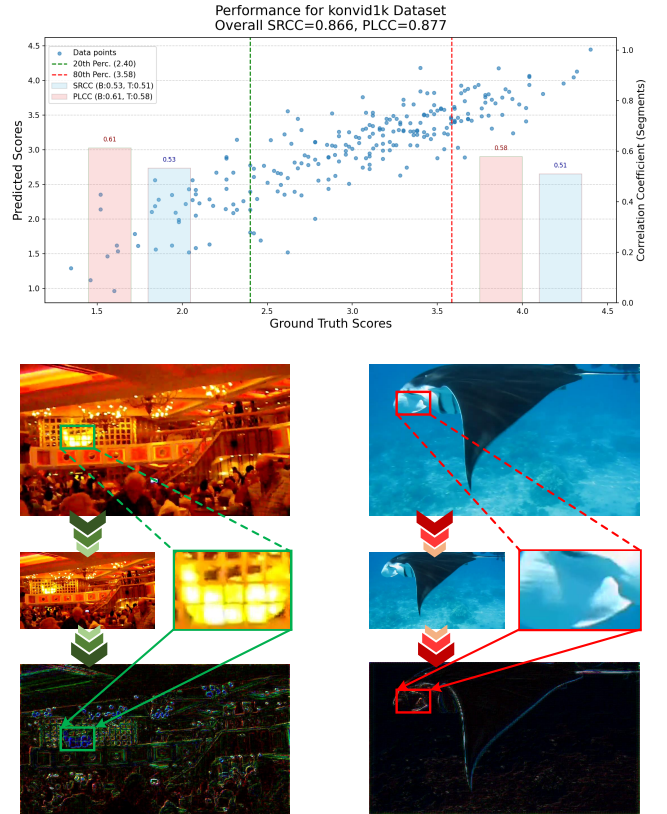 Performance for konvid1k Dataset
Overall SRCC=0.866, PLCC=0.877
Data points
20th Perc. (2.40)
80th Perc. (3.58)
SRCC (B:0.53, T:0.51)
PLCC (B:0.61, T:0.58)
4.5
4.0
3.5
3.0
2.5
2.0
1.5
1.0
Predicted Scores
0.61
0.53
0.58
0.51
1.0
0.8
0.6
0.4
0.2
0.0
Correlation Coefficient (Segments)
1.5
2.0
2.5
3.0
3.5
4.0
4.5
Ground Truth Scores